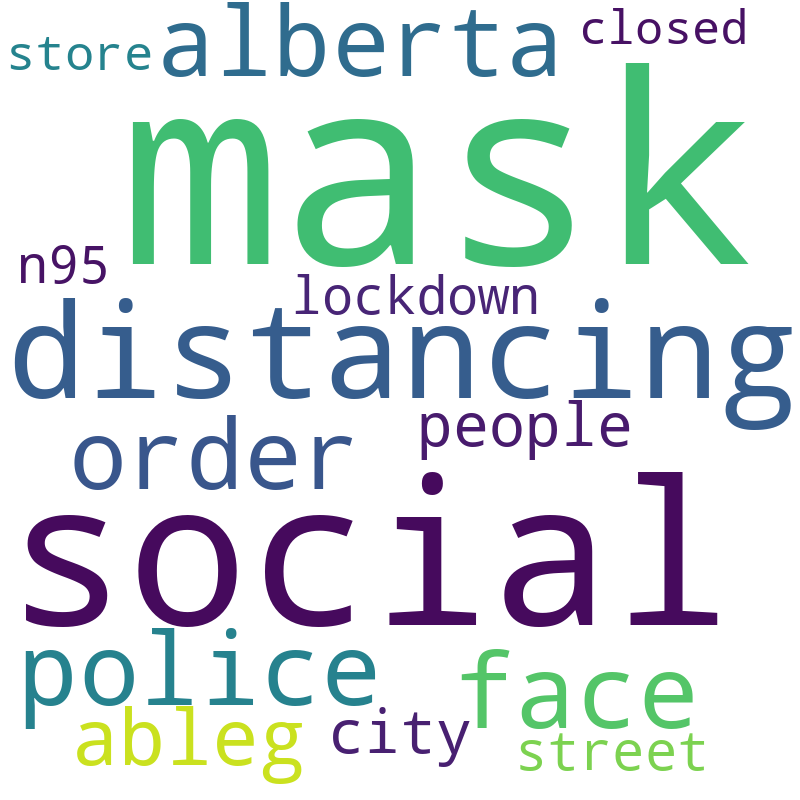 store alberta closed
mask
n95
lockdown
distancing
order people
social
police face
ableg city street